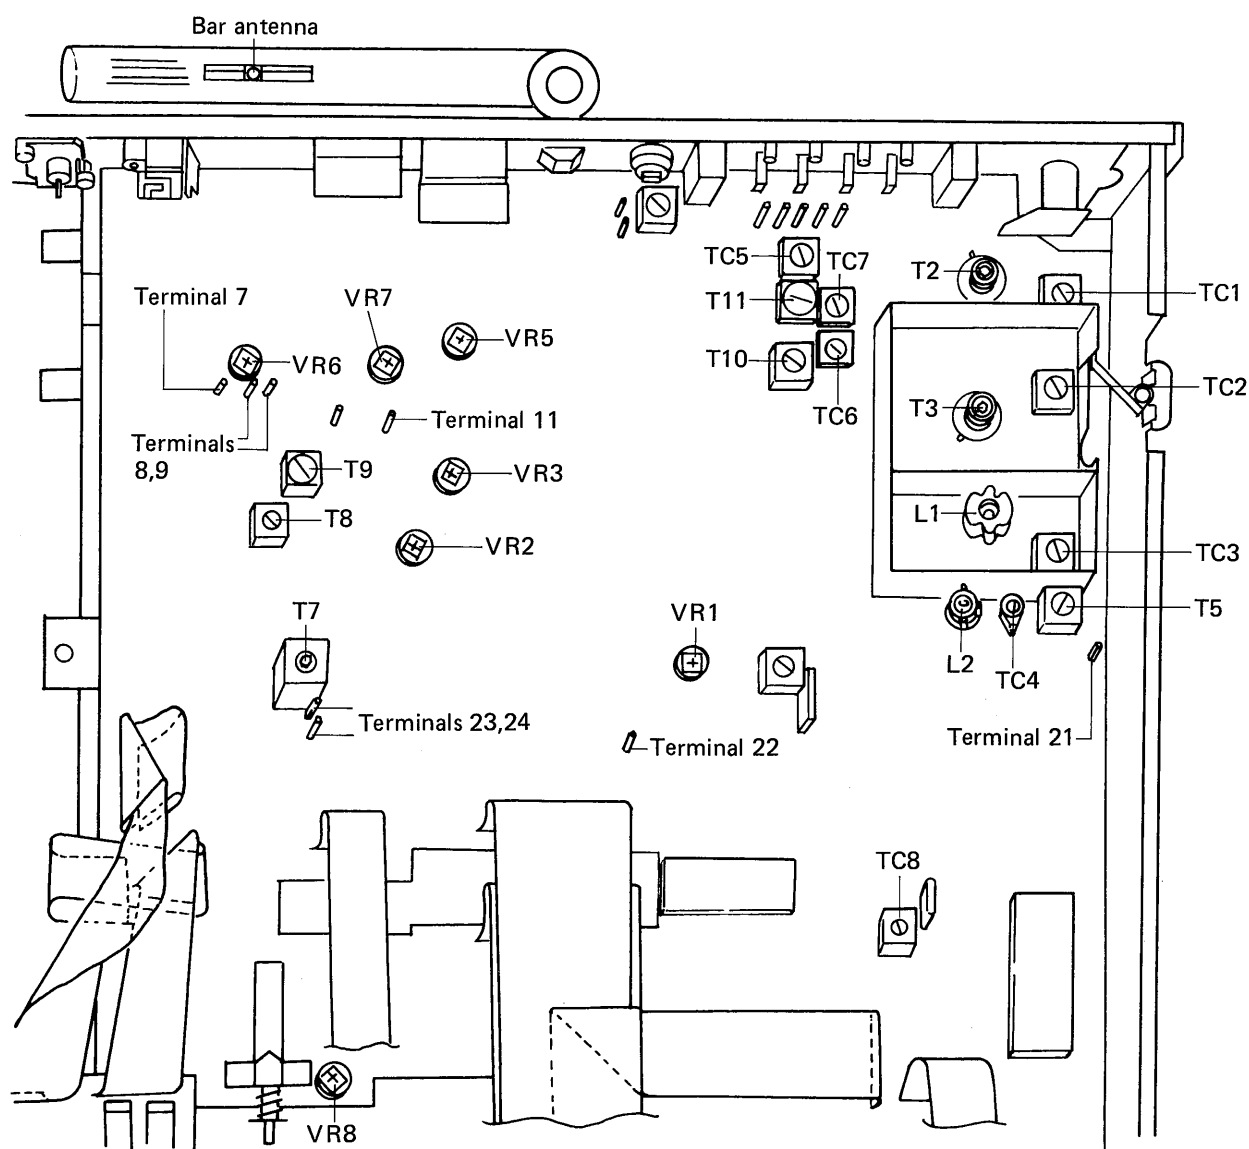 Bar antenna
TC5
TC7
T2
TC1
Terminal 7
VR7
T11
VR5
VR6
T10
TC2
TC6
T3
Terminal 11
Terminals
8,9
T9
VR3
T8
L1
VR2
TC3
T7
VR1
T5
L2
TC4
Terminals 23,24
Terminal 22
Terminal 21
TC8
VR8